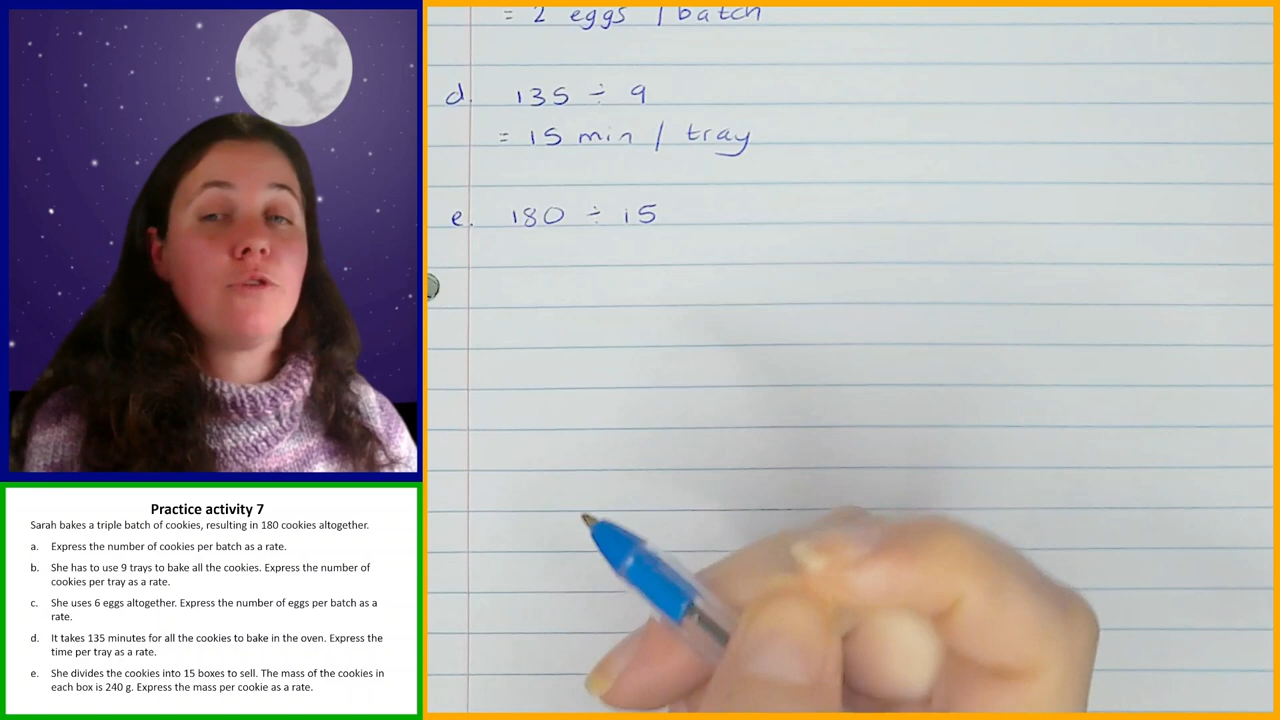 = 2 eggs / batch
d. 135 ÷ 9
= 15 min / tray
e. 180 ÷ 15
Practice activity 7
Sarah bakes a triple batch of cookies, resulting in 180 cookies altogether.
a. Express the number of cookies per batch as a rate.
b. She has to use 9 trays to bake all the cookies. Express the number of
cookies per tray as a rate.
c. She uses 6 eggs altogether. Express the number of eggs per batch as a
rate.
d. It takes 135 minutes for all the cookies to bake in the oven. Express the
time per tray as a rate.
e. She divides the cookies into 15 boxes to sell. The mass of the cookies in
each box is 240 g. Express the mass per cookie as a rate.